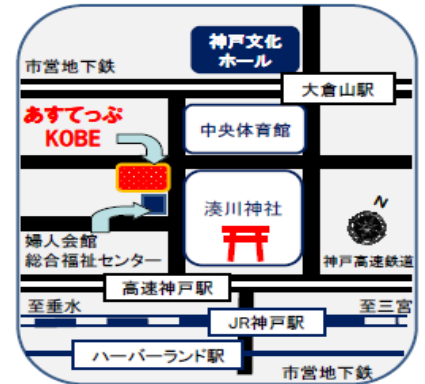 神戸文化
ホール
市営地下鉄
大倉山駅
あすてっぷ
KOBE
中央体育館
湊川神社
N
婦人会館
総合福祉センター
神戸高速鉄道
高速神戸駅
至垂水
至三宮
JR神戸駅
ハーバーランド駅
市営地下鉄